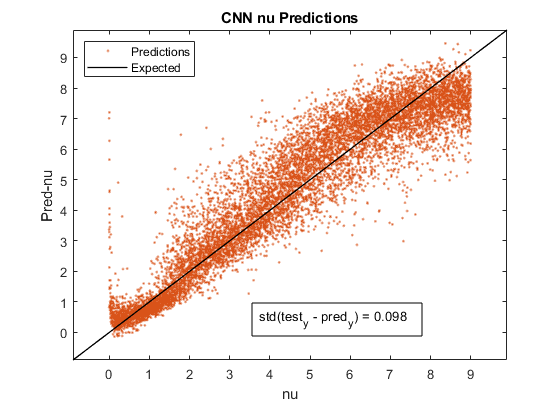 CNN nu Predictions
Predictions
Expected
9
8
7
6
5
4
3
2
1
0
Pred-nu
std(test_y - pred_y) = 0.098
0 1 2 3 4 5 6 7 8 9
nu